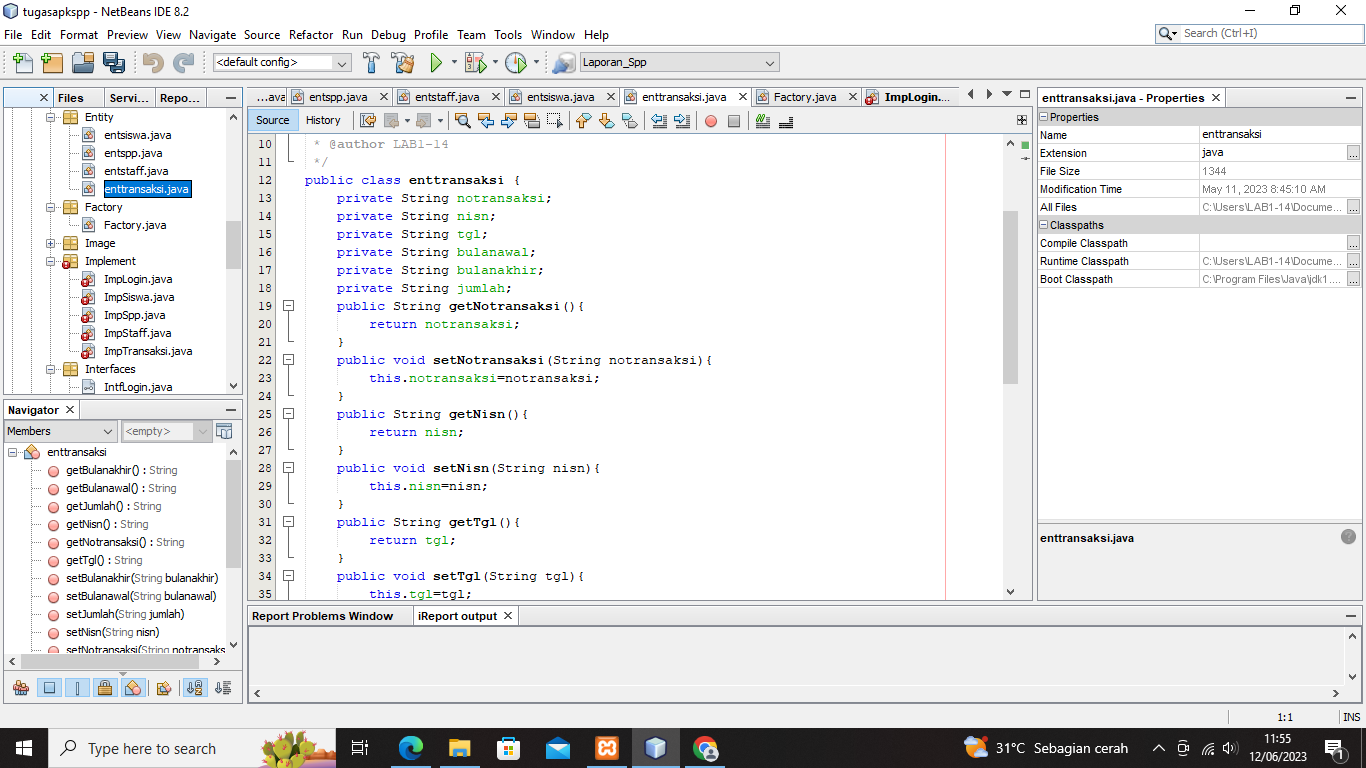 tugasapkspp - NetBeans IDE 8.2
File Edit Format Preview View Navigate Source Refactor Run Debug Profile Team Tools Window Help
Search (Ctrl+I)
<default config>
Laporan_Spp
Files Servi... Repo...
Entity
entsiswa.java
entspp.java
entstaff.java
enttransaksi.java
Factory
Factory.java
Image
Implement
ImpLogin.java
ImpSiswa.java
ImpSpp.java
ImpStaff.java
ImpTransaksi.java
Interfaces
IntfLogin.java
Navigator
Members
<empty>
enttransaksi
getBulanakhir() : String
getBulanawal() : String
getJumlah() : String
getNisn() : String
getNotransaksi() : String
getTgl() : String
setBulanakhir(String bulanakhir)
setBulanawal(String bulanawal)
setJumlah(String jumlah)
setNisn(String nisn)
setNotransaksi(String notransaks
...ava entspp.java entstaff.java entsiswa.java enttransaksi.java Factory.java ImpLogin....
Source History
10 * @author LAB1-14
11 */
12 public class enttransaksi {
13 private String notransaksi;
14 private String nisn;
15 private String tgl;
16 private String bulanawal;
17 private String bulanakhir;
18 private String jumlah;
19 public String getNotransaksi(){
20 return notransaksi;
21 }
22 public void setNotransaksi(String notransaksi){
23 this.notransaksi=notransaksi;
24 }
25 public String getNisn(){
26 return nisn;
27 }
28 public void setNisn(String nisn){
29 this.nisn=nisn;
30 }
31 public String getTgl(){
32 return tgl;
33 }
34 public void setTgl(String tgl){
35 this.tgl=tgl;
Report Problems Window iReport output
enttransaksi.java - Properties
Properties
Name enttransaksi
Extension java
File Size 1344
Modification Time May 11, 2023 8:45:10 AM
All Files C:\Users\LAB1-14\Docume...
Classpaths
Compile Classpath
Runtime Classpath C:\Users\LAB1-14\Docume...
Boot Classpath C:\Program Files\Java\jdk1....
enttransaksi.java
1:1 INS
Type here to search
31°C Sebagian cerah
11:55
12/06/2023
1